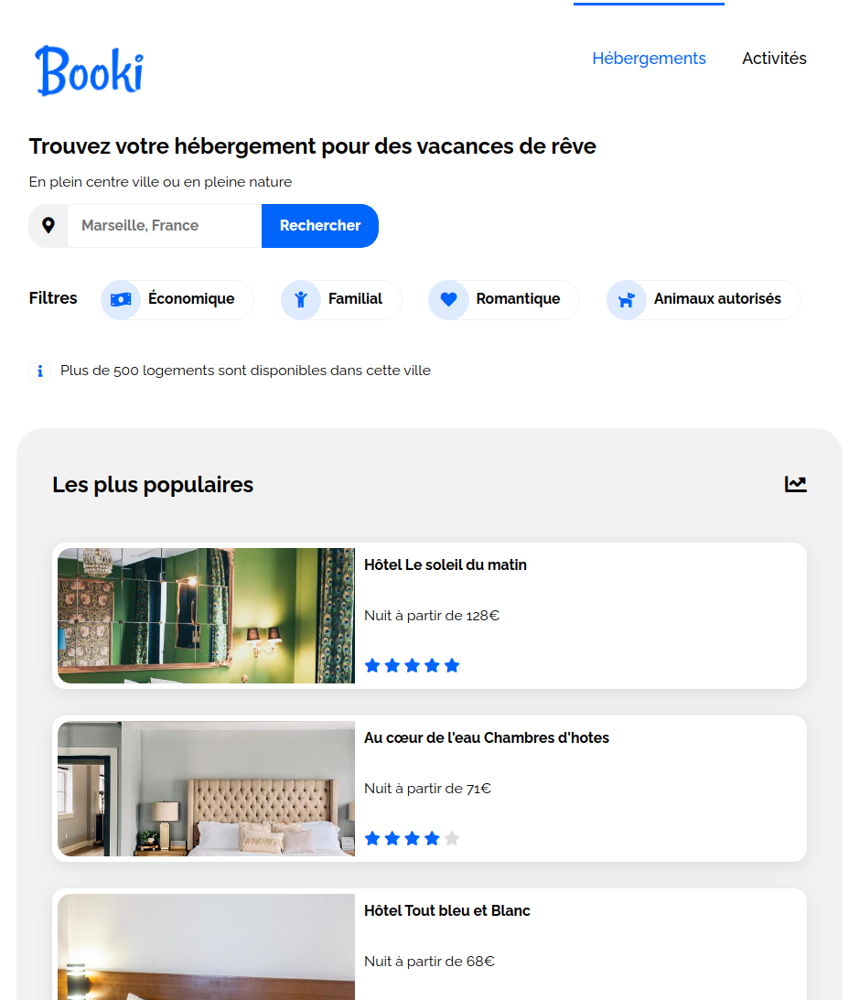 Booki
Hébergements
Activités
Trouvez votre hébergement pour des vacances de rêve
En plein centre ville ou en pleine nature
Marseille, France
Rechercher
Filtres
Économique
Familial
Romantique
Animaux autorisés
Plus de 500 logements sont disponibles dans cette ville
Les plus populaires
Hôtel Le soleil du matin
Nuit à partir de 128€
Au cœur de l'eau Chambres d'hotes
Nuit à partir de 71€
Hôtel Tout bleu et Blanc
Nuit à partir de 68€